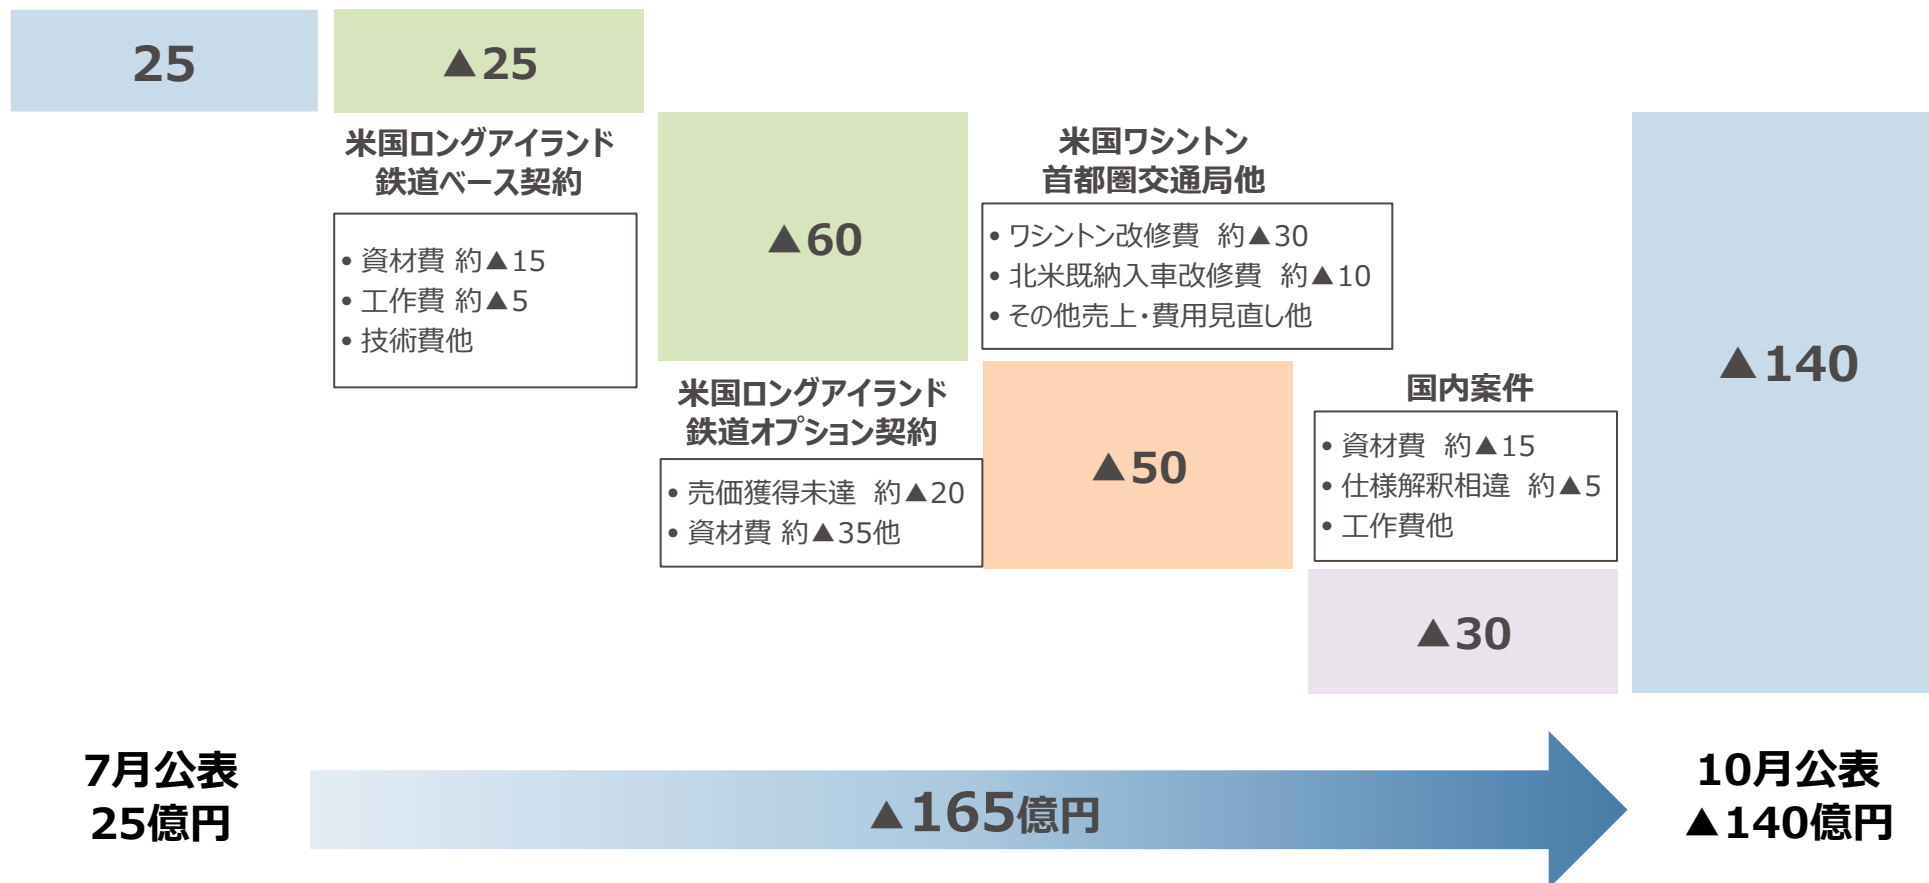 25
▲25
米国ロングアイランド
鉄道ベース契約
• 資材費 約▲15
• 工作費 約▲5
• 技術費他
▲60
米国ロングアイランド
鉄道オプション契約
• 売価獲得未達 約▲20
• 資材費 約▲35他
米国ワシントン
首都圏交通局他
• ワシントン改修費 約▲30
• 北米既納入車改修費 約▲10
• その他売上・費用見直し他
▲50
国内案件
• 資材費 約▲15
• 仕様解釈相違 約▲5
• 工作費他
▲30
▲140
7月公表
25億円
▲165億円
10月公表
▲140億円